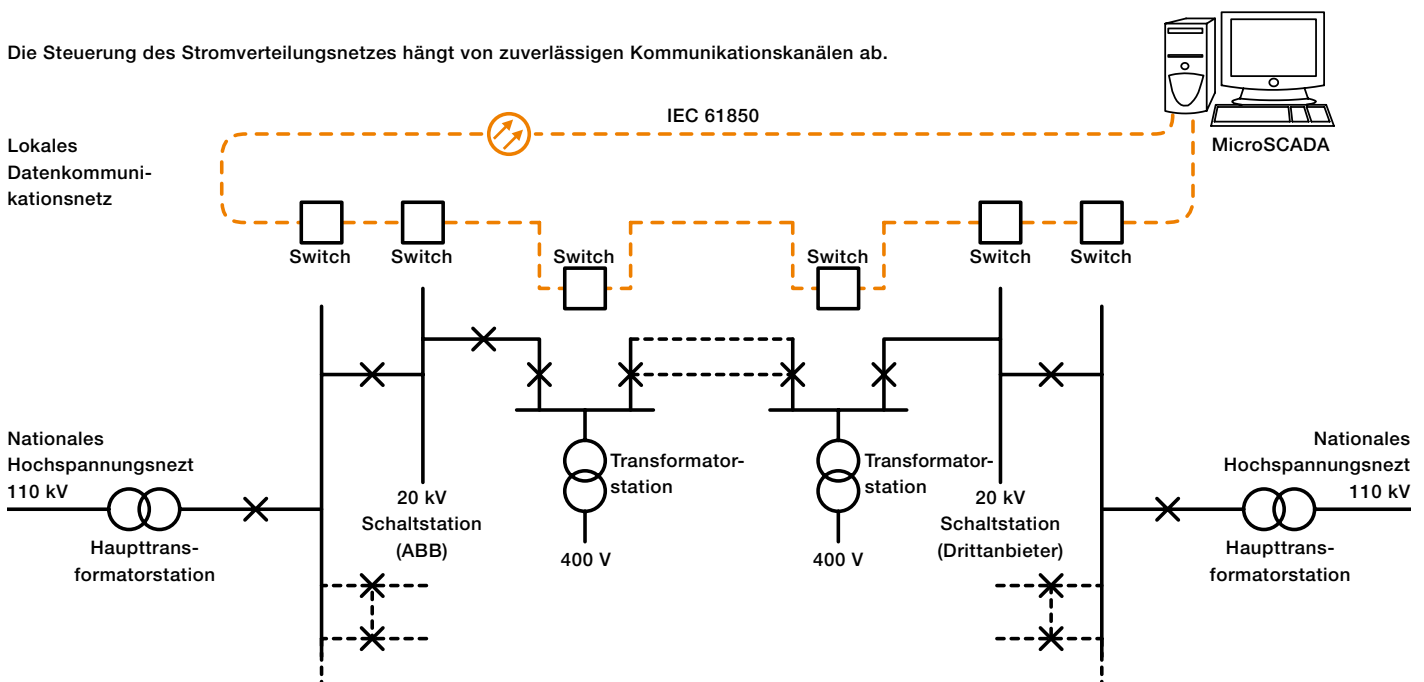 Die Steuerung des Stromverteilungsnetzes hängt von zuverlässigen Kommunikationskanälen ab.
IEC 61850
MicroSCADA
Lokales
Datenkommuni-
kationsnetz
Switch
Switch
Switch
Switch
Switch
Switch
Nationales
Hochspannungsnezt
110 kV
Haupttrans-
formatorstation
20 kV
Schaltstation
(ABB)
Transformator-
station
400 V
Transformator-
station
400 V
20 kV
Schaltstation
(Drittanbieter)
Nationales
Hochspannungsnezt
110 kV
Haupttrans-
formatorstation